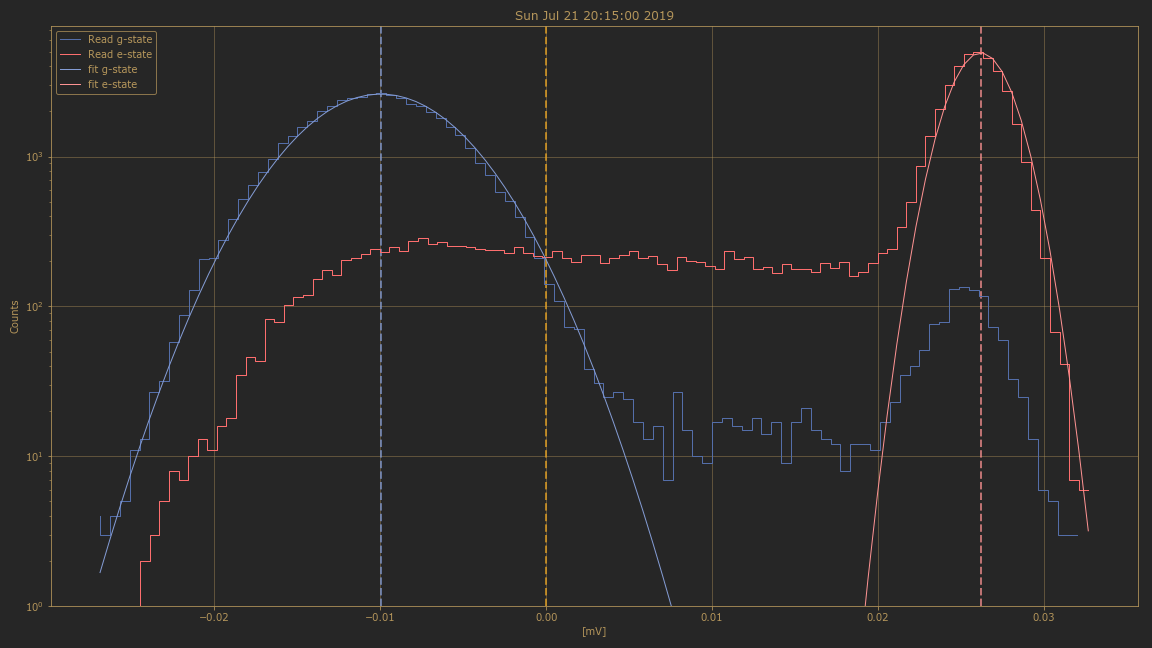 Sun Jul 21 20:15:00 2019
Read g-state
Read e-state
fit g-state
fit e-state
Counts
10³
10²
10¹
10⁰
−0.02
−0.01
0.00
0.01
0.02
0.03
[mV]